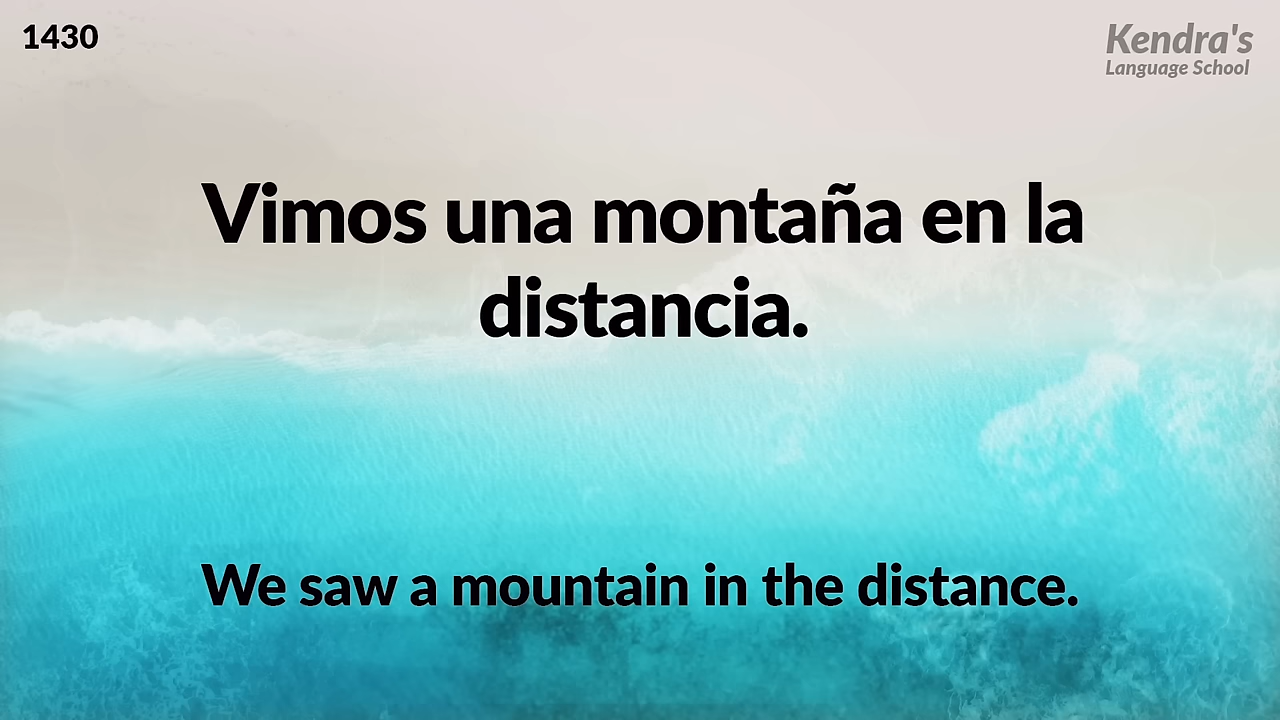 1430
Kendra's
Language School
Vimos una montaña en la
distancia.
We saw a mountain in the distance.